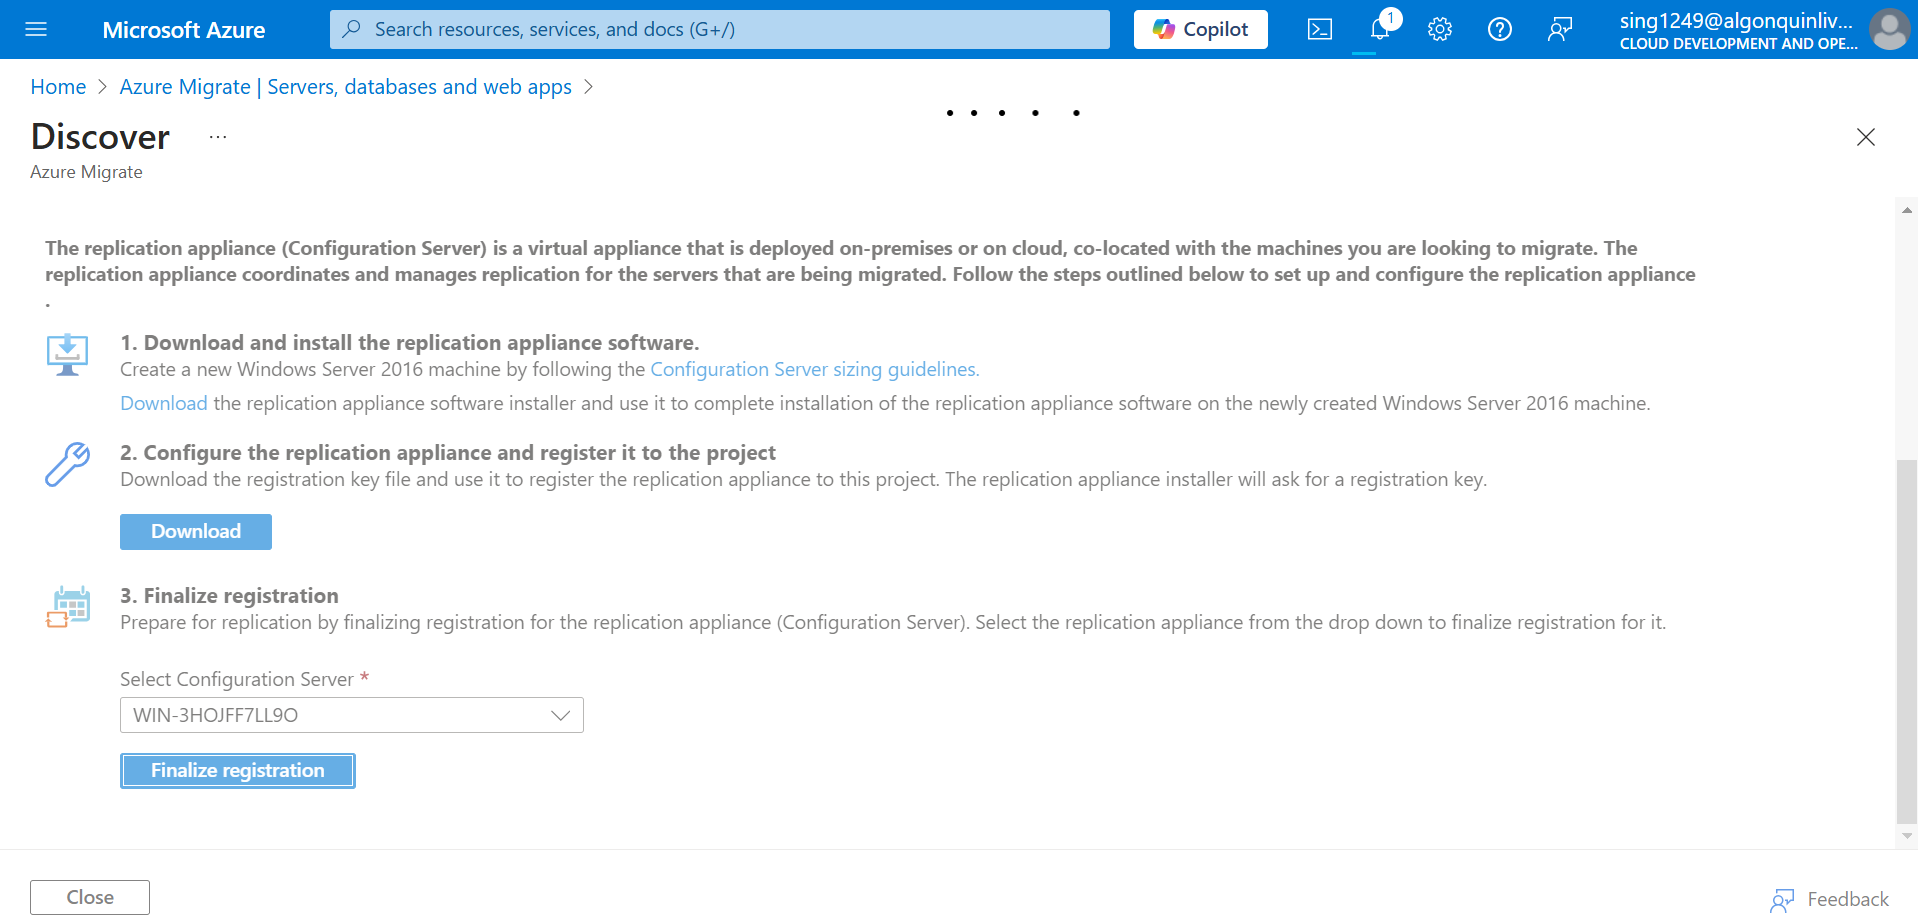 Microsoft Azure
Search resources, services, and docs (G+/)
Copilot
1
sing1249@algonquinliv...
CLOUD DEVELOPMENT AND OPE...
Home > Azure Migrate | Servers, databases and web apps >
Discover ...
Azure Migrate
The replication appliance (Configuration Server) is a virtual appliance that is deployed on-premises or on cloud, co-located with the machines you are looking to migrate. The
replication appliance coordinates and manages replication for the servers that are being migrated. Follow the steps outlined below to set up and configure the replication appliance
.
1. Download and install the replication appliance software.
Create a new Windows Server 2016 machine by following the Configuration Server sizing guidelines.
Download the replication appliance software installer and use it to complete installation of the replication appliance software on the newly created Windows Server 2016 machine.
2. Configure the replication appliance and register it to the project
Download the registration key file and use it to register the replication appliance to this project. The replication appliance installer will ask for a registration key.
Download
3. Finalize registration
Prepare for replication by finalizing registration for the replication appliance (Configuration Server). Select the replication appliance from the drop down to finalize registration for it.
Select Configuration Server *
WIN-3HOJFF7LL9O
Finalize registration
Close
Feedback